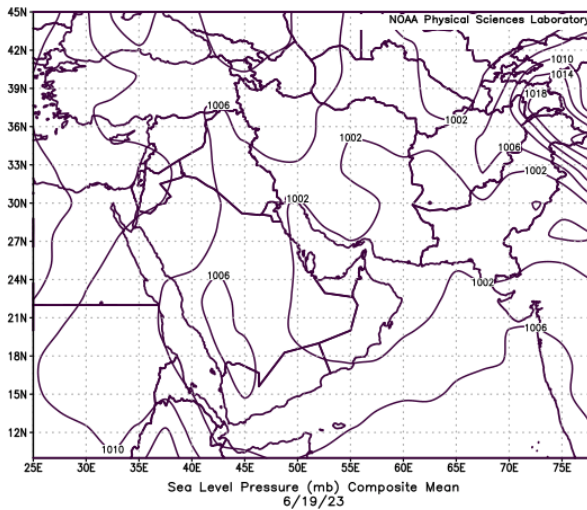 NOAA Physical Sciences Laboratory
45N
42N
39N
36N
33N
30N
27N
24N
21N
18N
15N
12N
1010
1014
1018
1006
1002
1006
1002
1002
1002
1006
1002
1006
1010
25E 30E 35E 40E 45E 50E 55E 60E 65E 70E 75E
Sea Level Pressure (mb) Composite Mean
6/19/23